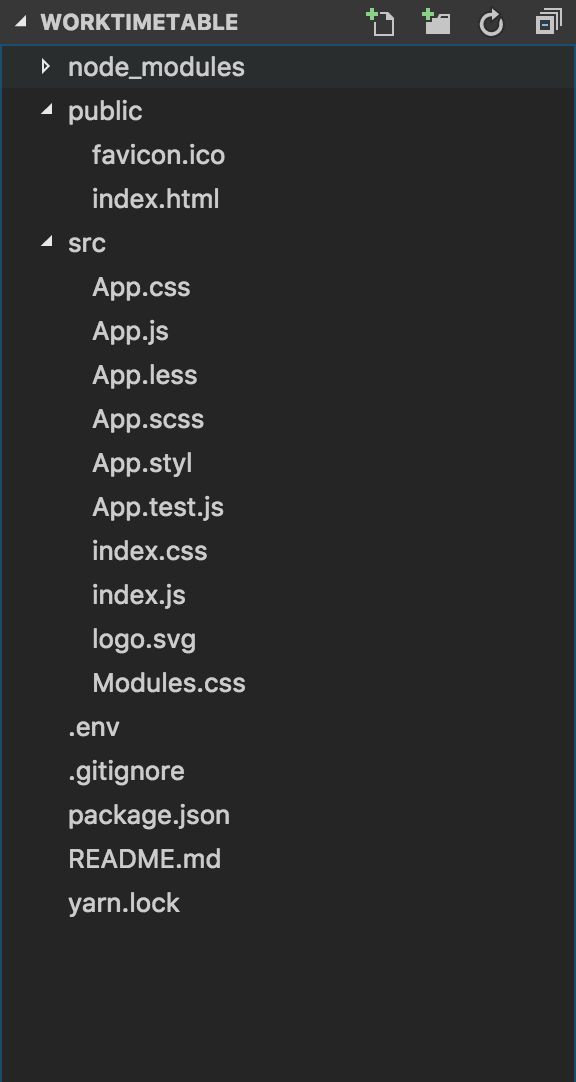 WORKTIMETABLE
node_modules
public
favicon.ico
index.html
src
App.css
App.js
App.less
App.scss
App.styl
App.test.js
index.css
index.js
logo.svg
Modules.css
.env
.gitignore
package.json
README.md
yarn.lock